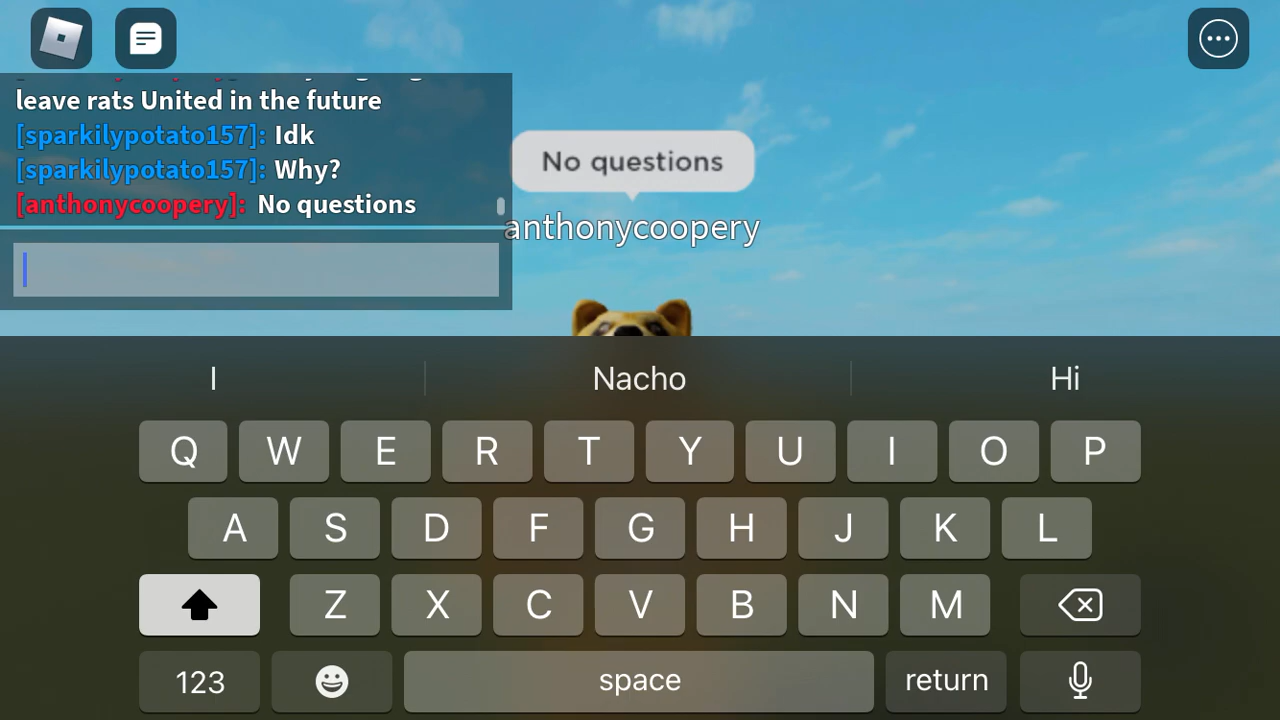 leave rats United in the future
[sparkilypotato157]: Idk
[sparkilypotato157]: Why?
[anthonycoopery]: No questions
No questions
anthonycoopery
I Nacho Hi
Q W E R T Y U I O P
A S D F G H J K L
Z X C V B N M
123 space return